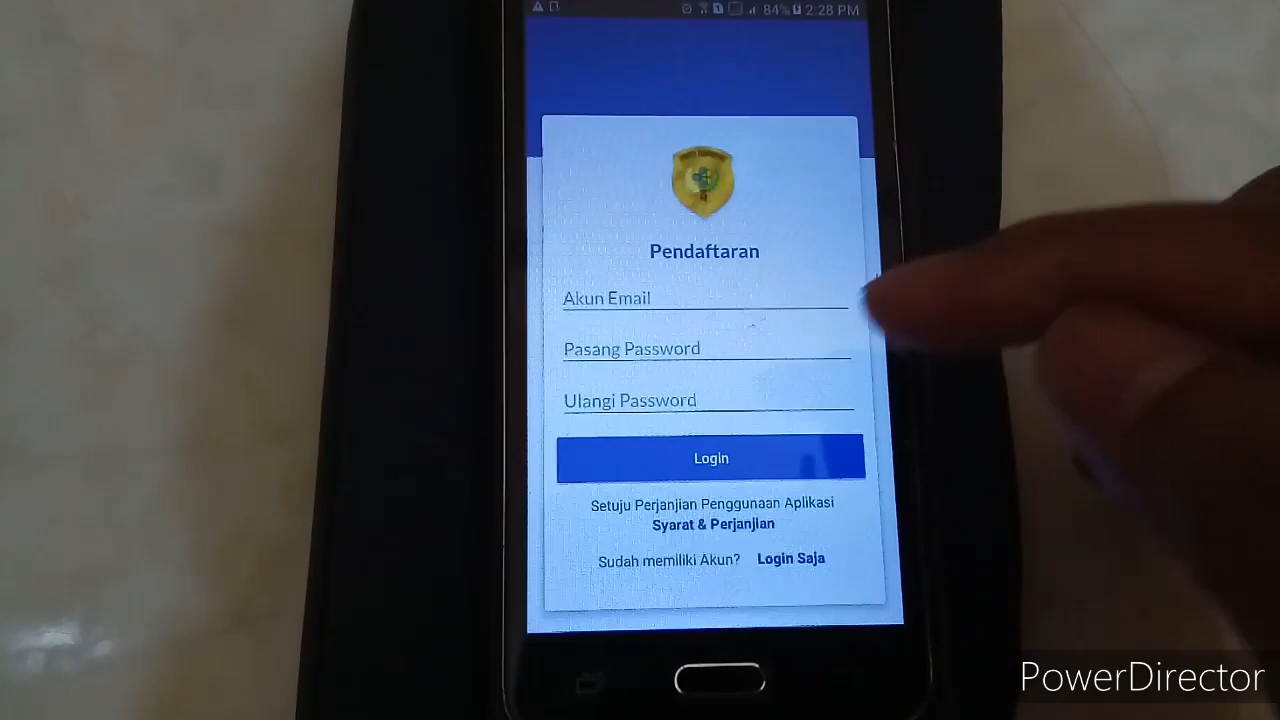 84% 2:28 PM
Pendaftaran
Akun Email
Pasang Password
Ulangi Password
Login
Setuju Perjanjian Penggunaan Aplikasi
Syarat & Perjanjian
Sudah memiliki Akun? Login Saja
PowerDirector